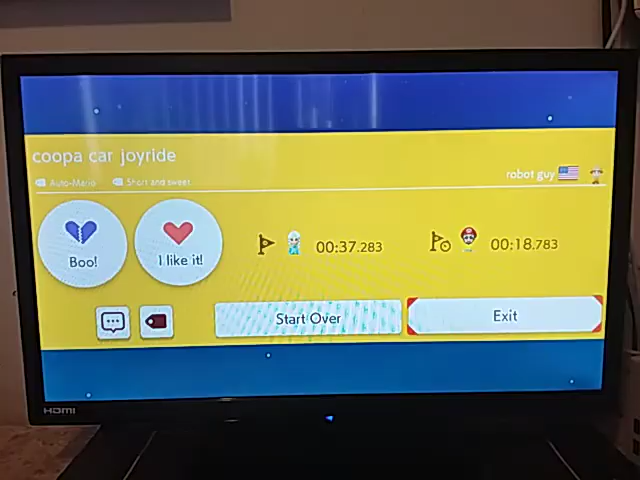 coopa car joyride
Auto-Mario Short and sweet
robot guy
Boo!
I like it!
00:37.283
00:18.783
Start Over
Exit
HDMI